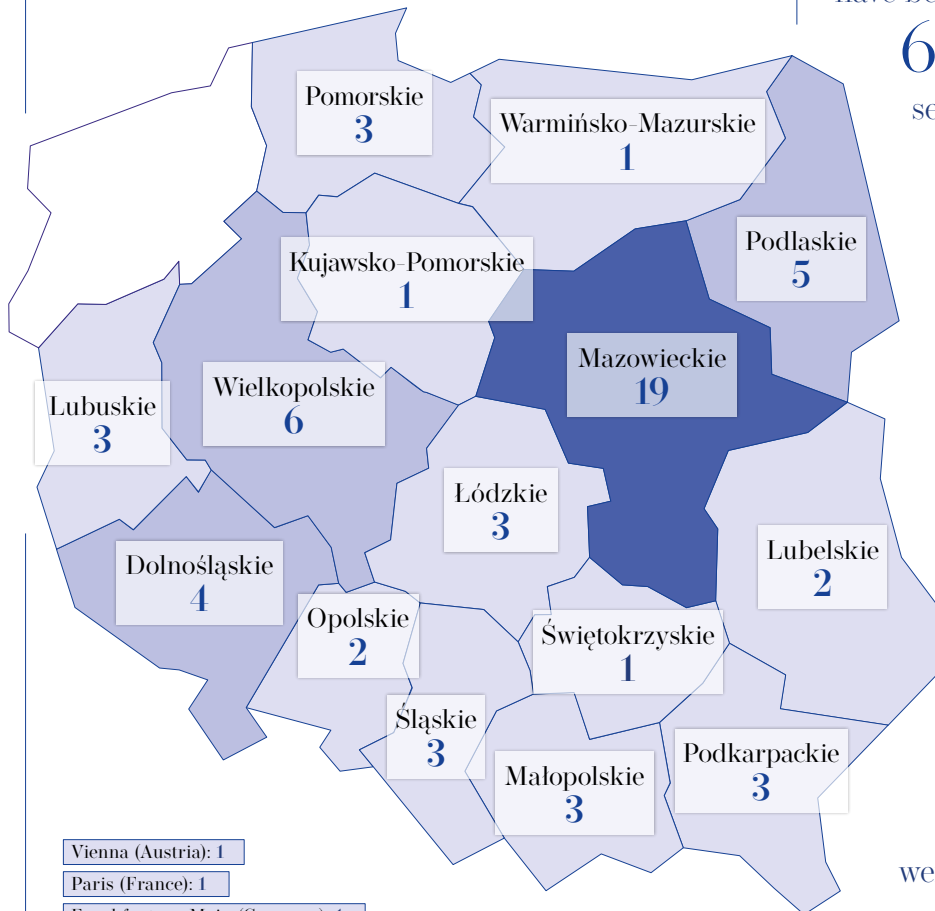 6
se
Pomorskie
3
Warmińsko-Mazurskie
1
Podlaskie
5
Kujawsko-Pomorskie
1
Mazowieckie
19
Wielkopolskie
6
Lubuskie
3
Łódzkie
3
Lubelskie
2
Dolnośląskie
4
Opolskie
2
Świętokrzyskie
1
Śląskie
3
Małopolskie
3
Podkarpackie
3
Vienna (Austria): 1
Paris (France): 1
we